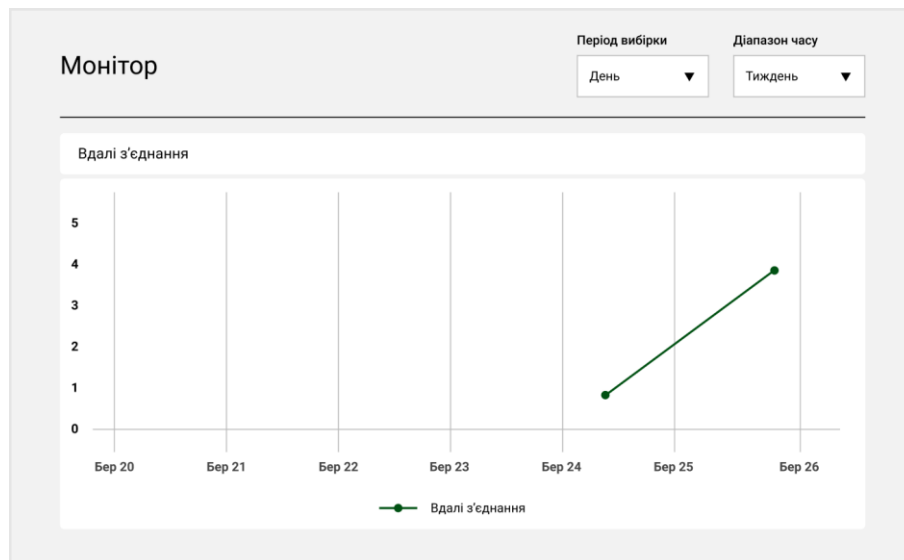 Монітор
Період вибірки
Діапазон часу
День
Тиждень
Вдалі з’єднання
5
4
3
2
1
0
Бер 20 Бер 21 Бер 22 Бер 23 Бер 24 Бер 25 Бер 26
Вдалі з’єднання